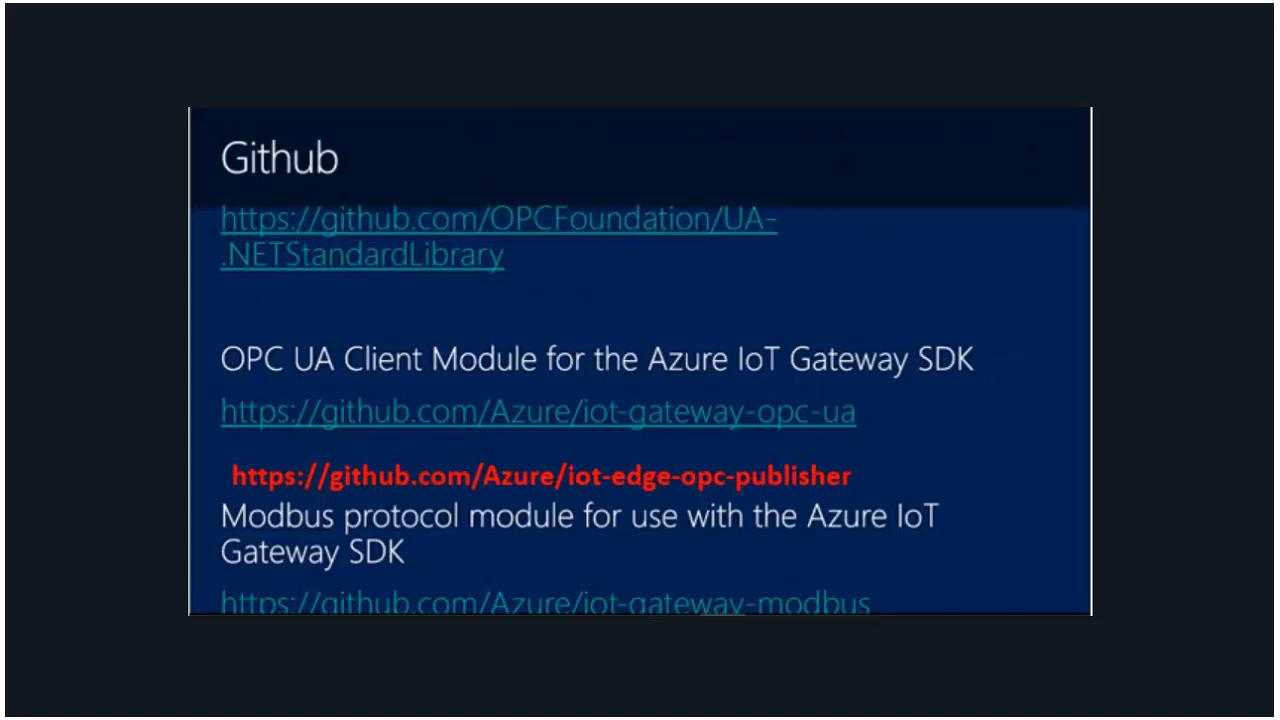 Github
https://github.com/OPCFoundation/UA-
.NETStandardLibrary
OPC UA Client Module for the Azure IoT Gateway SDK
https://github.com/Azure/iot-gateway-opc-ua
https://github.com/Azure/iot-edge-opc-publisher
Modbus protocol module for use with the Azure IoT
Gateway SDK
https://github.com/Azure/iot-gateway-modbus